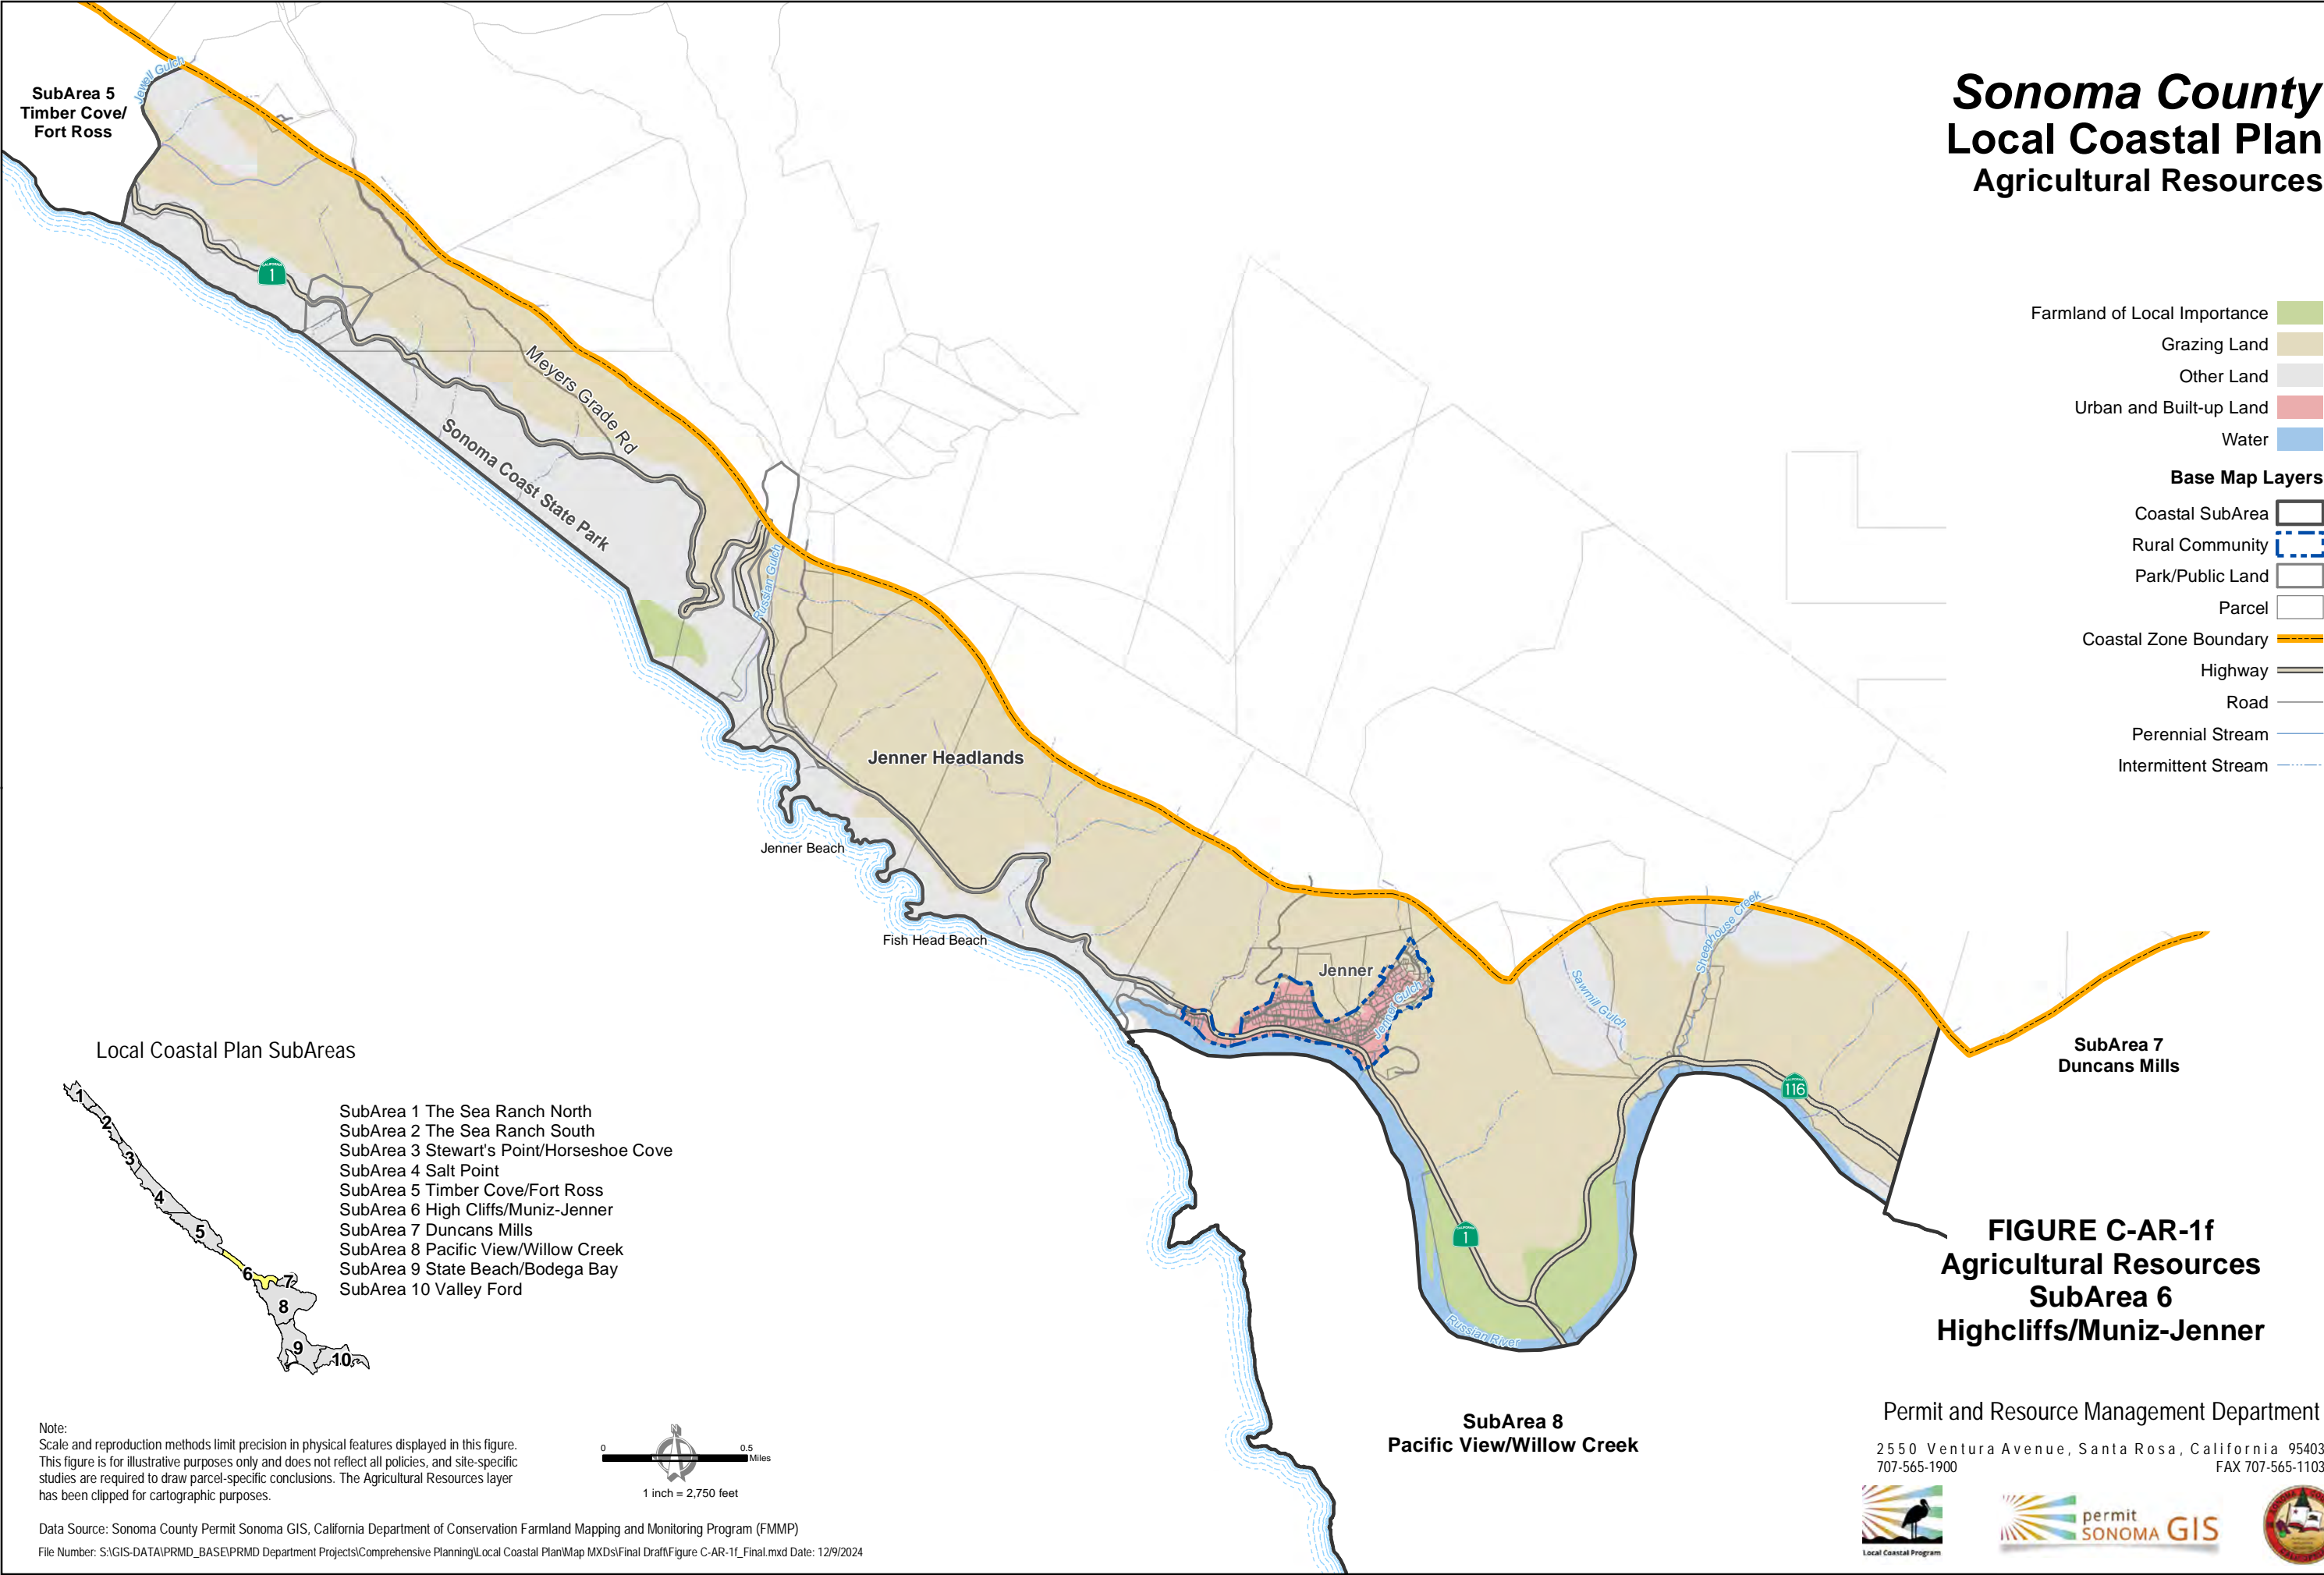 Sonoma County
Local Coastal Plan
Agricultural Resources
SubArea 5
Timber Cove/
Fort Ross
Jewell Gulch
1
Meyers Grade Rd
Sonoma Coast State Park
Russian Gulch
Jenner Headlands
Jenner Beach
Fish Head Beach
Jenner
Jenner Gulch
Sawmill Gulch
Sheephouse Creek
116
1
Russian River
SubArea 7
Duncans Mills
SubArea 8
Pacific View/Willow Creek
Farmland of Local Importance
Grazing Land
Other Land
Urban and Built-up Land
Water
Base Map Layers
Coastal SubArea
Rural Community
Park/Public Land
Parcel
Coastal Zone Boundary
Highway
Road
Perennial Stream
Intermittent Stream
Local Coastal Plan SubAreas
1
2
3
4
5
6
7
8
9
10
SubArea 1 The Sea Ranch North
SubArea 2 The Sea Ranch South
SubArea 3 Stewart's Point/Horseshoe Cove
SubArea 4 Salt Point
SubArea 5 Timber Cove/Fort Ross
SubArea 6 High Cliffs/Muniz-Jenner
SubArea 7 Duncans Mills
SubArea 8 Pacific View/Willow Creek
SubArea 9 State Beach/Bodega Bay
SubArea 10 Valley Ford
FIGURE C-AR-1f
Agricultural Resources
SubArea 6
Highcliffs/Muniz-Jenner
Permit and Resource Management Department
2550 Ventura Avenue, Santa Rosa, California 95403
707-565-1900 FAX 707-565-1103
Local Coastal Program
permit
SONOMA GIS
Note:
Scale and reproduction methods limit precision in physical features displayed in this figure.
This figure is for illustrative purposes only and does not reflect all policies, and site-specific
studies are required to draw parcel-specific conclusions. The Agricultural Resources layer
has been clipped for cartographic purposes.
0 0.5
Miles
N
1 inch = 2,750 feet
Data Source: Sonoma County Permit Sonoma GIS, California Department of Conservation Farmland Mapping and Monitoring Program (FMMP)
File Number: S:\GIS-DATA\PRMD_BASE\PRMD Department Projects\Comprehensive Planning\Local Coastal Plan\Map MXDs\Final Draft\Figure C-AR-1f_Final.mxd Date: 12/9/2024